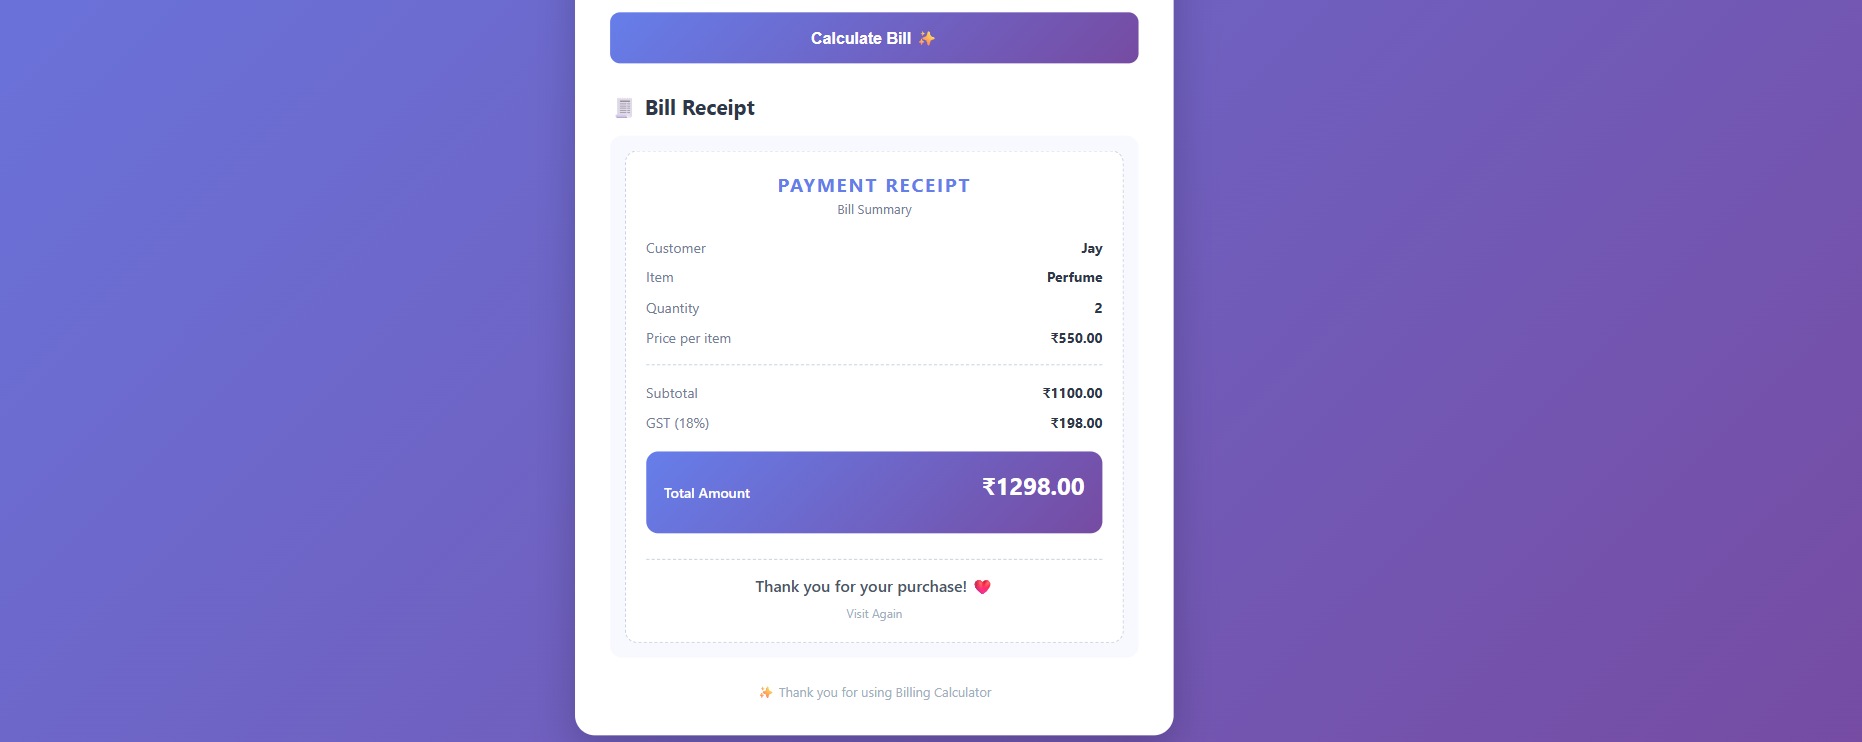 Calculate Bill ✨
🧾 Bill Receipt
PAYMENT RECEIPT
Bill Summary
Customer Jay
Item Perfume
Quantity 2
Price per item ₹550.00
Subtotal ₹1100.00
GST (18%) ₹198.00
Total Amount ₹1298.00
Thank you for your purchase! ❤️
Visit Again
✨ Thank you for using Billing Calculator